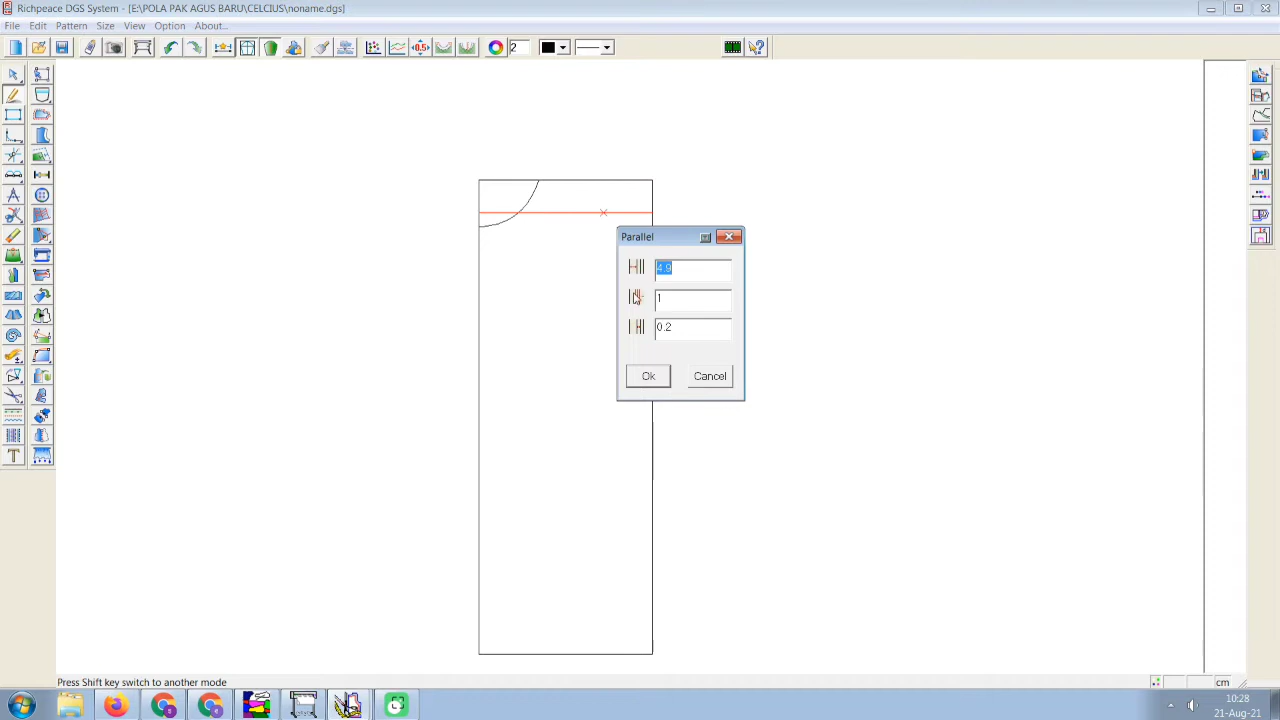 Richpeace DGS System - [E:\POLA PAK AGUS BARU\CELCIUS\noname.dgs]
File Edit Pattern Size View Option About...
+0.5 2
Parallel
4.9
1
0.2
Ok Cancel
Press Shift key switch to another mode cm
10:28
21-Aug-21